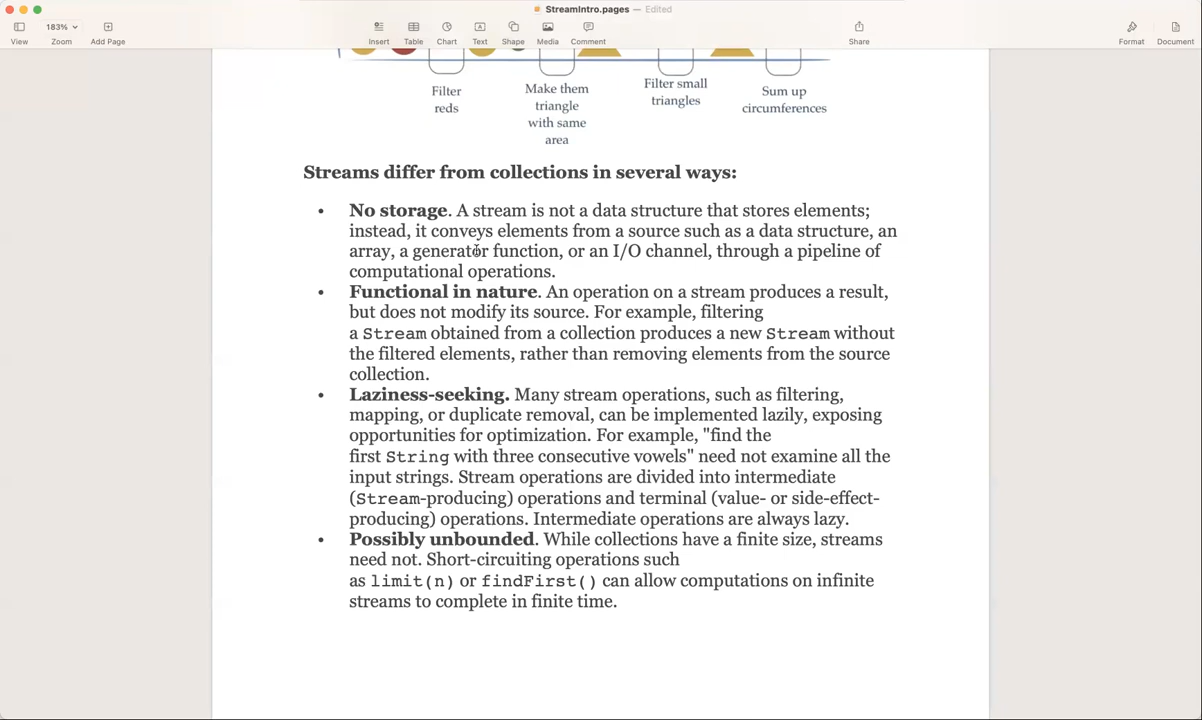 StreamIntro.pages — Edited
183%
View
Zoom
Add Page
Insert
Table
Chart
Text
Shape
Media
Comment
Share
Format
Document
Filter
reds
Make them
triangle
with same
area
Filter small
triangles
Sum up
circumferences
Streams differ from collections in several ways:
• No storage. A stream is not a data structure that stores elements;
instead, it conveys elements from a source such as a data structure, an
array, a generator function, or an I/O channel, through a pipeline of
computational operations.
• Functional in nature. An operation on a stream produces a result,
but does not modify its source. For example, filtering
a Stream obtained from a collection produces a new Stream without
the filtered elements, rather than removing elements from the source
collection.
• Laziness-seeking. Many stream operations, such as filtering,
mapping, or duplicate removal, can be implemented lazily, exposing
opportunities for optimization. For example, "find the
first String with three consecutive vowels" need not examine all the
input strings. Stream operations are divided into intermediate
(Stream-producing) operations and terminal (value- or side-effect-
producing) operations. Intermediate operations are always lazy.
• Possibly unbounded. While collections have a finite size, streams
need not. Short-circuiting operations such
as limit(n) or findFirst() can allow computations on infinite
streams to complete in finite time.